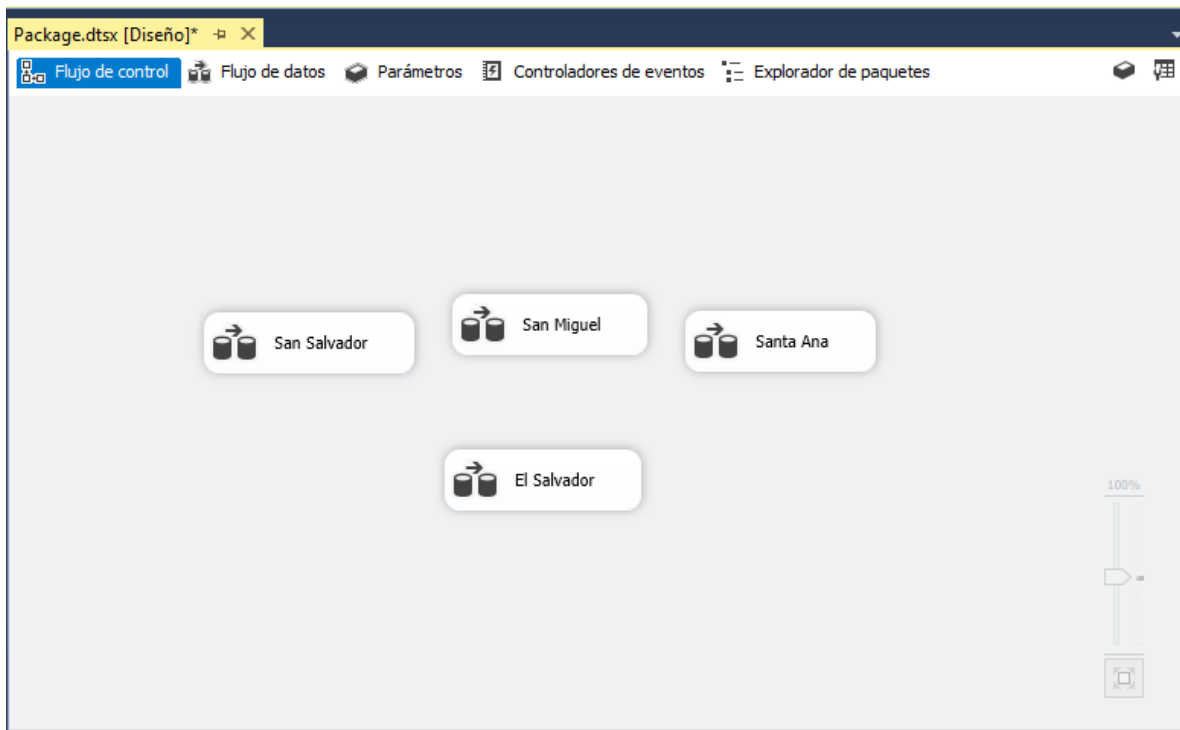 Package.dtsx [Diseño]*
Flujo de control Flujo de datos Parámetros Controladores de eventos Explorador de paquetes
San Salvador
San Miguel
Santa Ana
El Salvador
100%